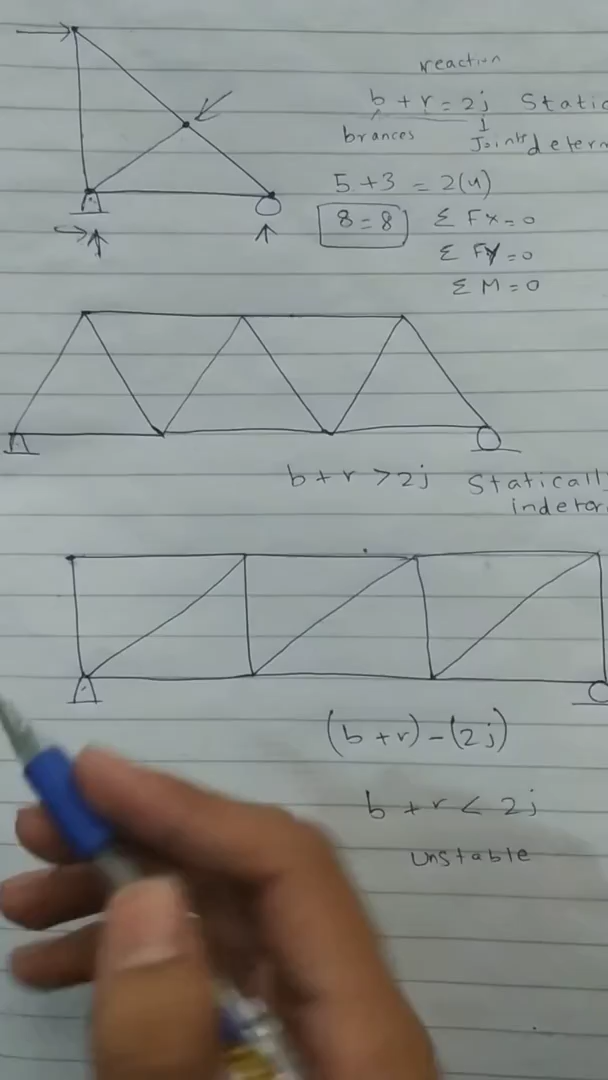 reaction
b + r = 2j Static
brances Joints determ
5 + 3 = 2(4)
8 = 8 Σ Fx = 0
Σ FY = 0
Σ M = 0
b + r > 2j Staticall
indeter
(b + r) - (2j)
b + r < 2j
unstable